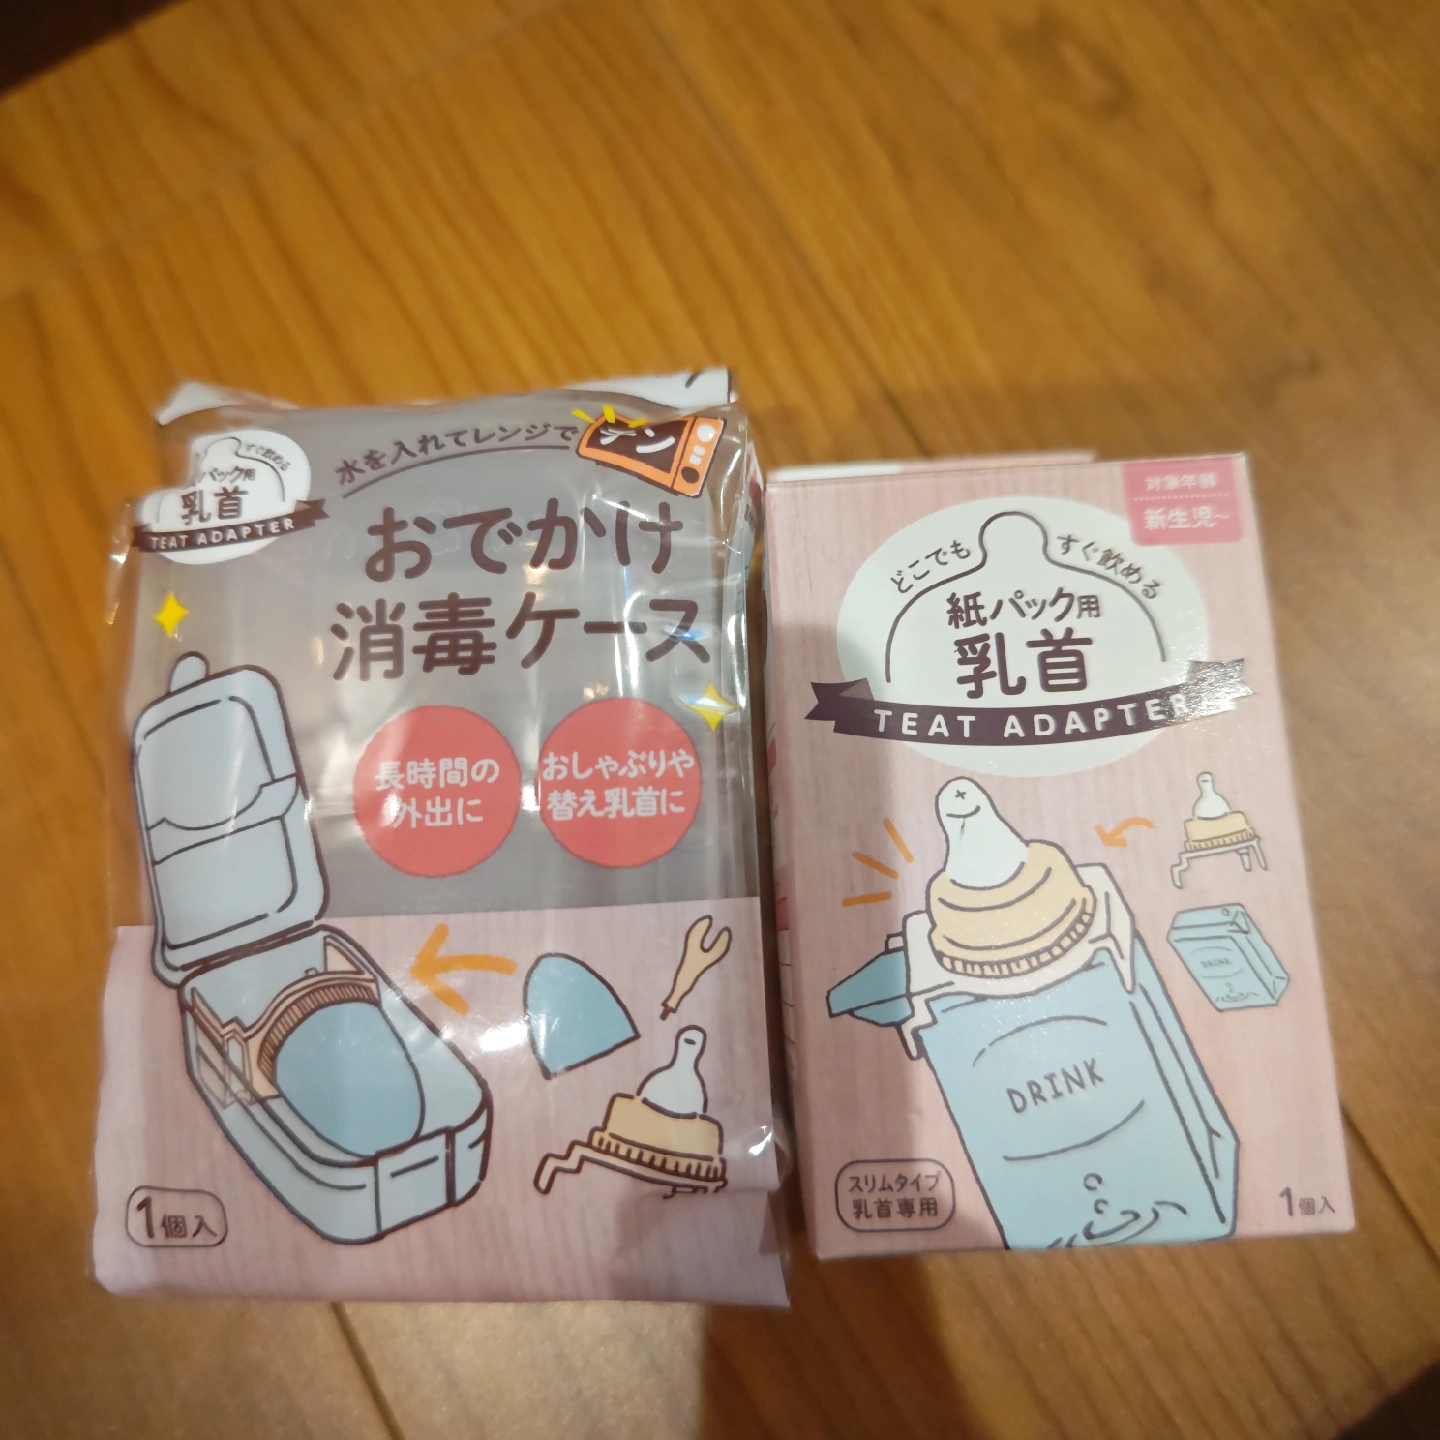 すぐ飲める
パック用
乳首
TEAT ADAPTER
水を入れてレンジで
チン
おでかけ
消毒ケース
長時間の
外出に
おしゃぶりや
替え乳首に
1個入
対象年齢
新生児~
どこでも
すぐ飲める
紙パック用
乳首
TEAT ADAPTER
DRINK
DRINK
スリムタイプ
乳首専用
1個入